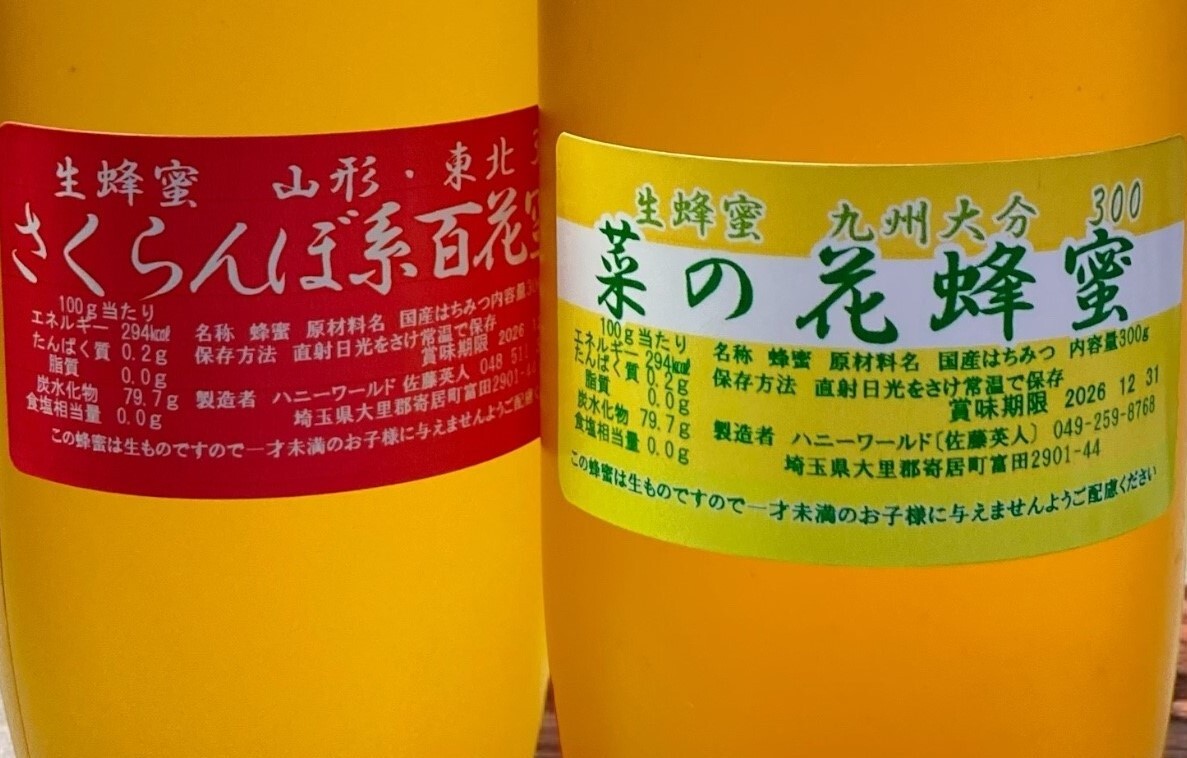 生蜂蜜 山形・東北
さくらんぼ系百花蜜
100g当たり
エネルギー 294kcal
たんぱく質 0.2g
脂質 0.0g
炭水化物 79.7g
食塩相当量 0.0g
名称 蜂蜜 原材料名 国産はちみつ内容量
保存方法 直射日光をさけ常温で保存
賞味期限 2026
製造者 ハニーワールド 佐藤英人 048
埼玉県大里郡寄居町富田2901-44
この蜂蜜は生ものですので一才未満のお子様に与えませんようご配慮
生蜂蜜 九州大分 300
菜の花蜂蜜
100g当たり
エネルギー 294kcal
たんぱく質 0.2g
脂質 0.0g
炭水化物 79.7g
食塩相当量 0.0g
名称 蜂蜜 原材料名 国産はちみつ 内容量300g
保存方法 直射日光をさけ常温で保存
賞味期限 2026 12 31
製造者 ハニーワールド〔佐藤英人〕 049-259-8768
埼玉県大里郡寄居町富田2901-44
この蜂蜜は生ものですので一才未満のお子様に与えませんようご配慮ください